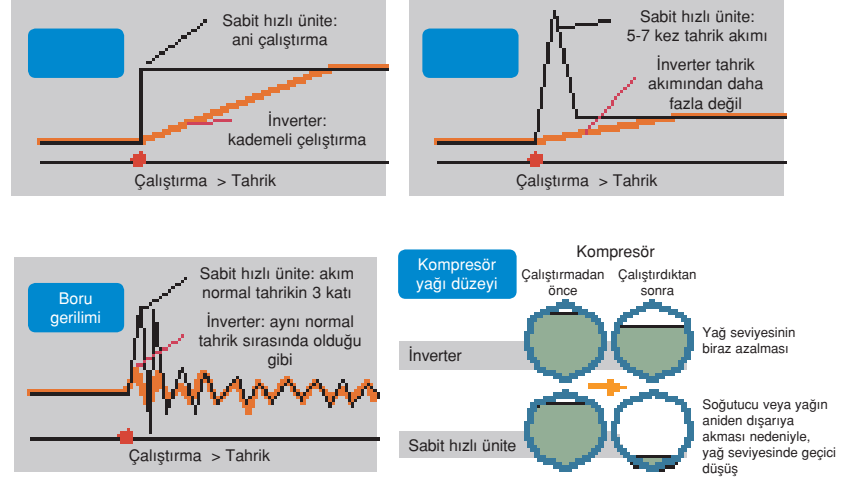 Sabit hızlı ünite:
ani çalıştırma
İnverter:
kademeli çelıştırma
Çalıştırma > Tahrik
Sabit hızlı ünite:
5-7 kez tahrik akımı
İnverter tahrik
akımından daha
fazla değil
Çalıştırma > Tahrik
Boru
gerilimi
Sabit hızlı ünite: akım
normal tahrikin 3 katı
İnverter: aynı normal
tahrik sırasında olduğu
gibi
Çalıştırma > Tahrik
Kompresör
yağı düzeyi
Kompresör
Çalıştırmadan
önce
Çalıştırdıktan
sonra
İnverter
Yağ seviyesinin
biraz azalması
Sabit hızlı ünite
Soğutucu veya yağın
aniden dışarıya
akması nedeniyle,
yağ seviyesinde geçici
düşüş